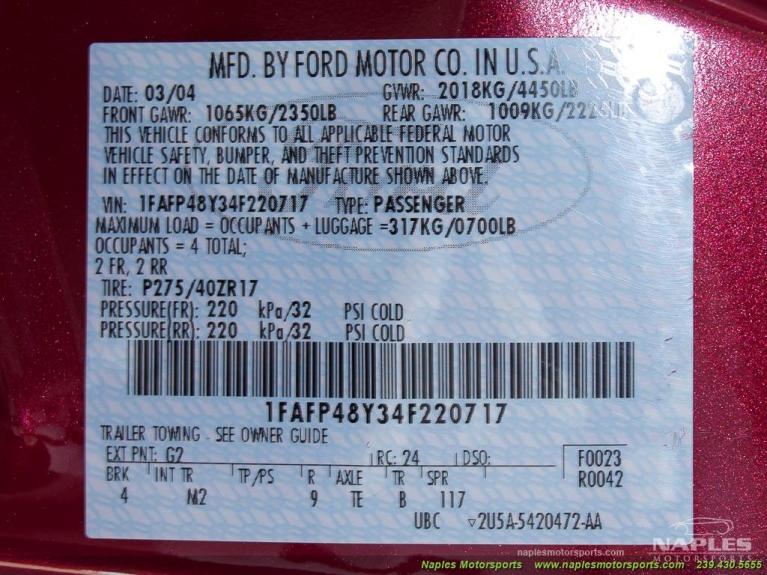 MFD. BY FORD MOTOR CO. IN U.S.A.
DATE: 03/04 GVWR: 2018KG/4450LB
FRONT GAWR: 1065KG/2350LB REAR GAWR: 1009KG/
THIS VEHICLE CONFORMS TO ALL APPLICABLE FEDERAL MOTOR
VEHICLE SAFETY, BUMPER, AND THEFT PREVENTION STANDARDS
IN EFFECT ON THE DATE OF MANUFACTURE SHOWN ABOVE.
VIN: 1FAFP48Y34F220717 TYPE: PASSENGER
MAXIMUM LOAD = OCCUPANTS + LUGGAGE =317KG/0700LB
OCCUPANTS = 4 TOTAL;
2 FR, 2 RR
TIRE: P275/40ZR17
PRESSURE(FR): 220 kPa/32 PSI COLD
PRESSURE(RR): 220 kPa/32 PSI COLD
1FAFP48Y34F220717
TRAILER TOWING - SEE OWNER GUIDE
EXT PNT: G2 RC: 24 DSO: F0023
BRK INT TR TP/PS R AXLE TR SPR R0042
4 M2 9 TE B 117
UBC ▽2U5A-5420472-AA
NAPLES
MOTORSPORTS
naplesmotorsports.com
Naples Motorsports www.naplesmotorsports.com 239.430.5655